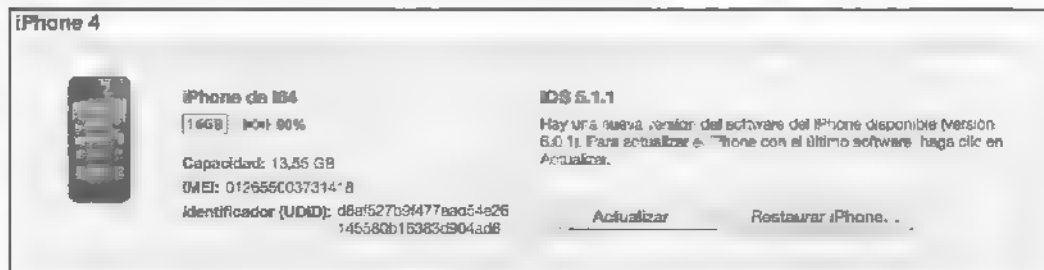 iPhone 4
iPhone de I64
16GB 90%
Capacidad: 13,55 GB
IMEI: 012655003731418
Identificador (UDID):
iOS 5.1.1
Hay una nueva versión del software del iPhone disponible (versión
6.0.1). Para actualizar el iPhone con el último software, haga clic en
Actualizar.
Actualizar Restaurar iPhone...